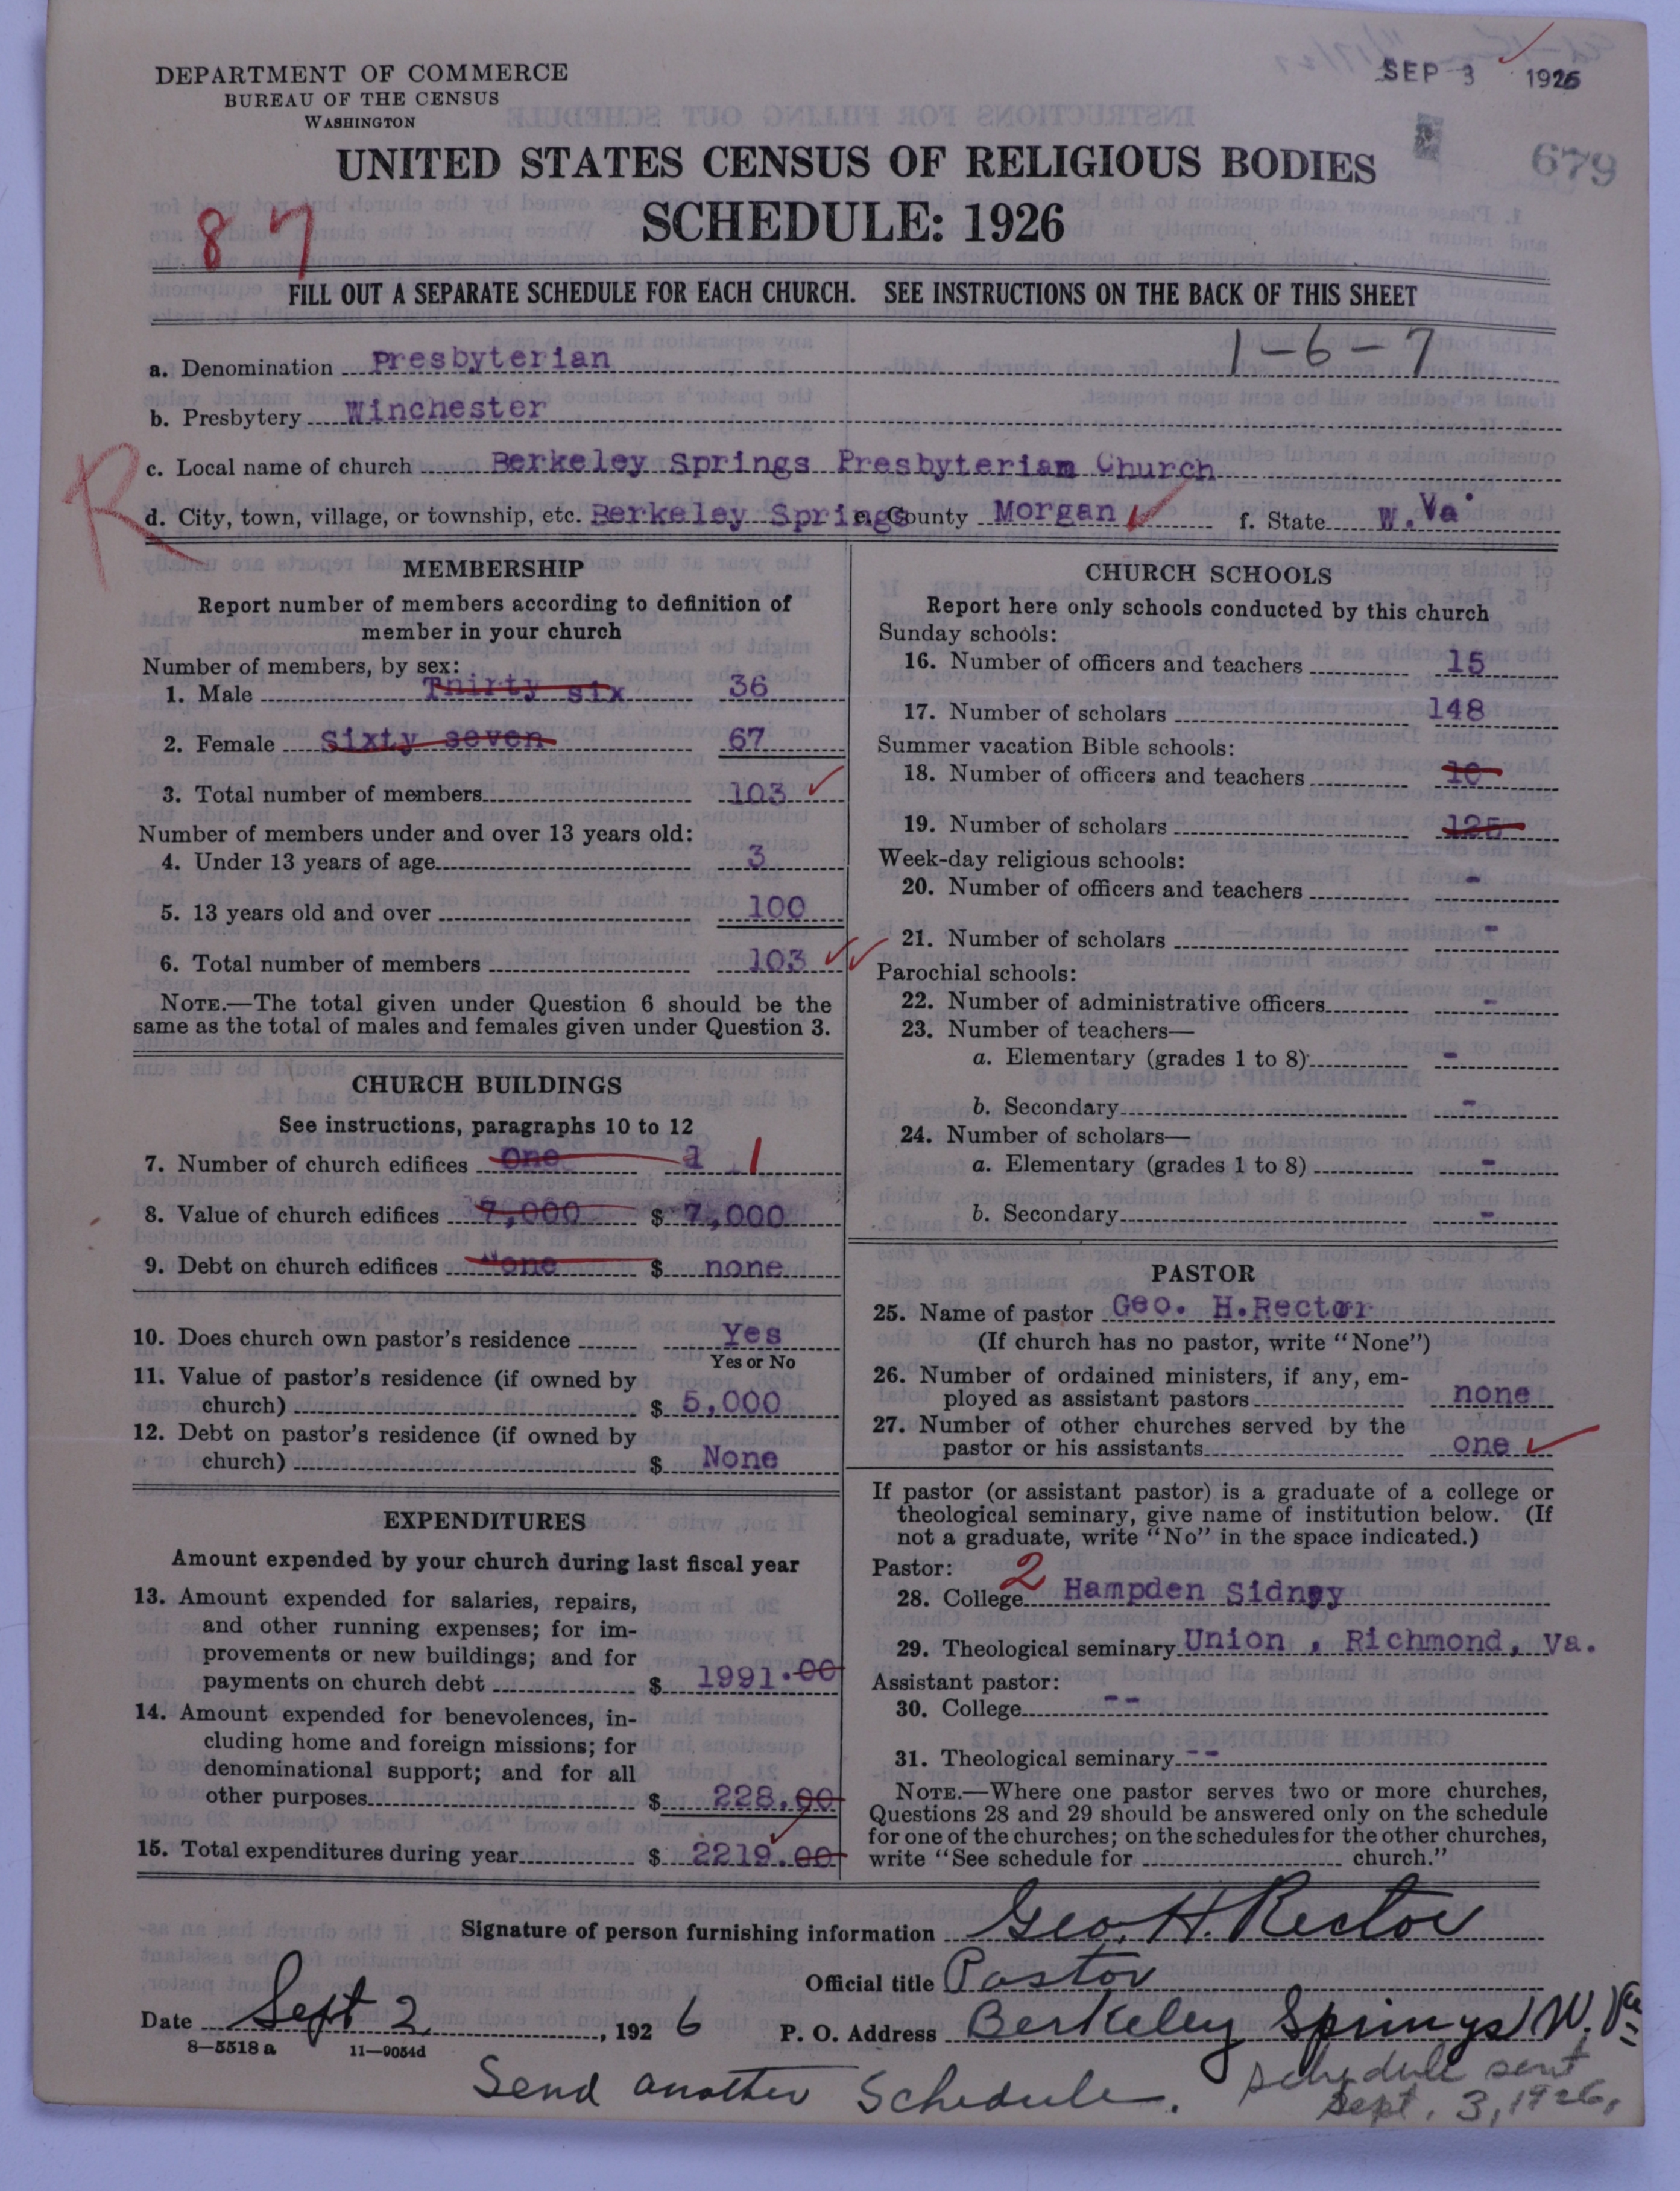 DEPARTMENT OF COMMERCE
BUREAU OF THE CENSUS
WASHINGTON
SEP 3 1926
679
UNITED STATES CENSUS OF RELIGIOUS BODIES
SCHEDULE: 1926
87
FILL OUT A SEPARATE SCHEDULE FOR EACH CHURCH. SEE INSTRUCTIONS ON THE BACK OF THIS SHEET
1-6-7
a. Denomination Presbyterian
b. Presbytery Winchester
R
c. Local name of church Berkeley Springs Presbyterian Church
d. City, town, village, or township, etc. Berkeley Springs e. County Morgan f. State W.Va
MEMBERSHIP
Report number of members according to definition of
member in your church
Number of members, by sex:
1. Male Thirty six 36
2. Female Sixty seven 67
3. Total number of members 103
Number of members under and over 13 years old:
4. Under 13 years of age 3
5. 13 years old and over 100
6. Total number of members 103
NOTE.—The total given under Question 6 should be the
same as the total of males and females given under Question 3.
CHURCH BUILDINGS
See instructions, paragraphs 10 to 12
7. Number of church edifices One 1
8. Value of church edifices 7,000 $ 7,000
9. Debt on church edifices None $ none
10. Does church own pastor's residence Yes
Yes or No
11. Value of pastor's residence (if owned by
church) $ 5,000
12. Debt on pastor's residence (if owned by
church) $ None
EXPENDITURES
Amount expended by your church during last fiscal year
13. Amount expended for salaries, repairs,
and other running expenses; for im-
provements or new buildings; and for
payments on church debt $ 1991.00
14. Amount expended for benevolences, in-
cluding home and foreign missions; for
denominational support; and for all
other purposes $ 228.00
15. Total expenditures during year $ 2219.00
CHURCH SCHOOLS
Report here only schools conducted by this church
Sunday schools:
16. Number of officers and teachers 15
17. Number of scholars 148
Summer vacation Bible schools:
18. Number of officers and teachers 10
19. Number of scholars 125
Week-day religious schools:
20. Number of officers and teachers -
21. Number of scholars -
Parochial schools:
22. Number of administrative officers -
23. Number of teachers—
a. Elementary (grades 1 to 8) -
b. Secondary -
24. Number of scholars—
a. Elementary (grades 1 to 8) -
b. Secondary -
PASTOR
25. Name of pastor Geo. H.Rector
(If church has no pastor, write "None")
26. Number of ordained ministers, if any, em-
ployed as assistant pastors none
27. Number of other churches served by the
pastor or his assistants one
If pastor (or assistant pastor) is a graduate of a college or
theological seminary, give name of institution below. (If
not a graduate, write "No" in the space indicated.)
Pastor: 2
28. College Hampden Sidney
29. Theological seminary Union , Richmond, Va.
Assistant pastor:
30. College --
31. Theological seminary --
NOTE.—Where one pastor serves two or more churches,
Questions 28 and 29 should be answered only on the schedule
for one of the churches; on the schedules for the other churches,
write "See schedule for church."
Signature of person furnishing information Geo. H. Rector
Official title Pastor
Date Sept 2, 1926 P. O. Address Berkeley Springs W. Va
8-5518 a 11-9054d
Send another Schedule.
Schedule sent
Sept. 3, 1926,